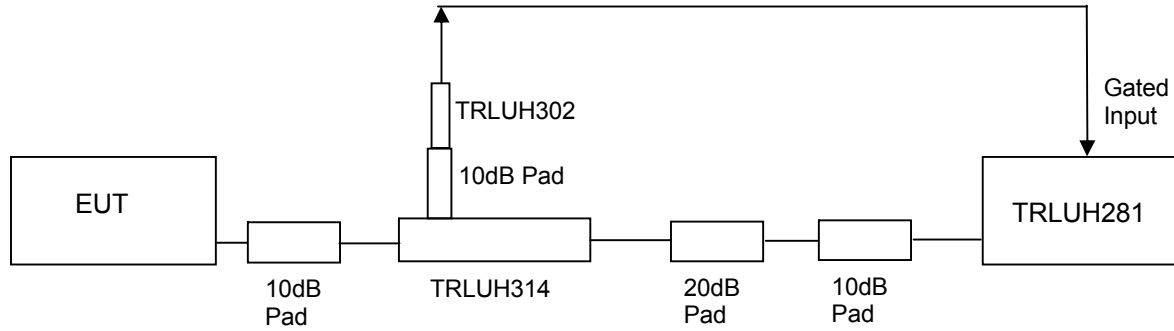 Gated
Input
TRLUH302
10dB Pad
EUT
TRLUH281
10dB
Pad
TRLUH314
20dB
Pad
10dB
Pad